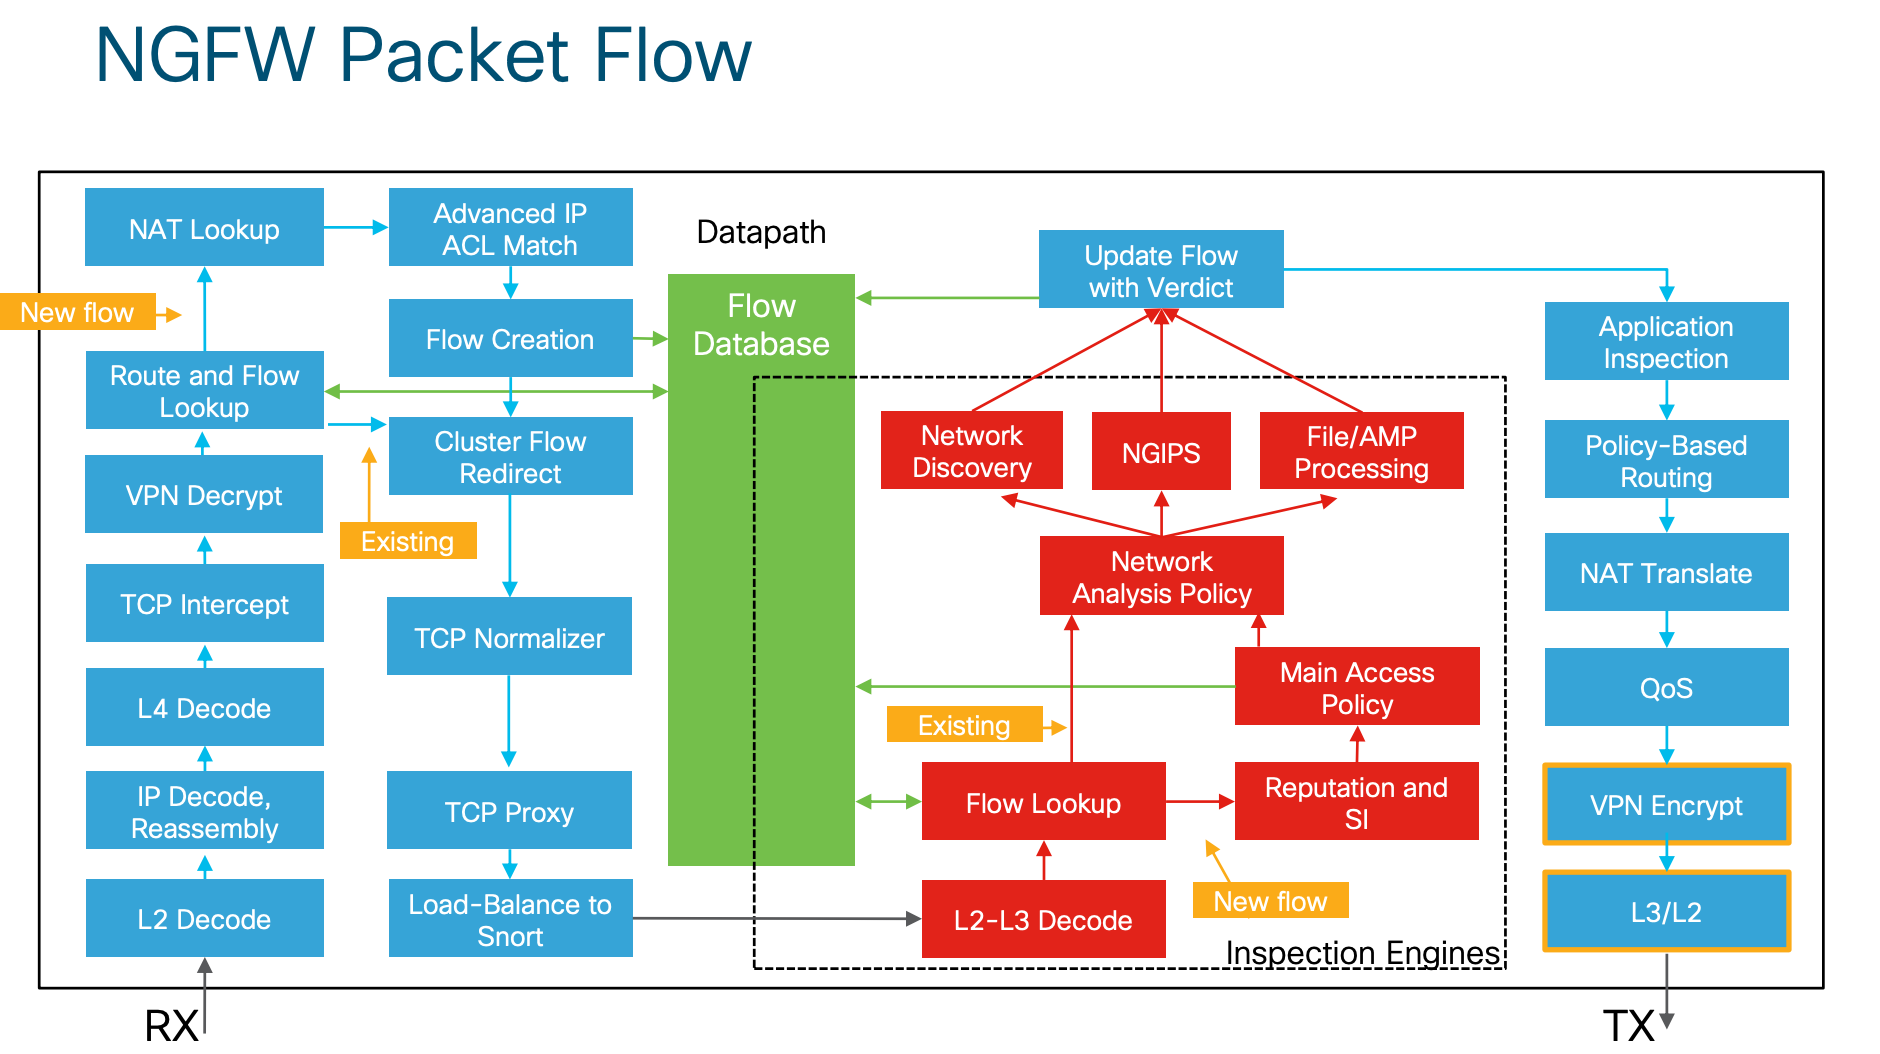 NGFW Packet Flow
NAT Lookup
Advanced IP
ACL Match
Datapath
Update Flow
with Verdict
New flow
Flow
Database
Flow Creation
Application
Inspection
Route and Flow
Lookup
Cluster Flow
Redirect
Network
Discovery
NGIPS
File/AMP
Processing
Policy-Based
Routing
VPN Decrypt
Existing
Network
Analysis Policy
NAT Translate
TCP Intercept
TCP Normalizer
Main Access
Policy
QoS
L4 Decode
Existing
IP Decode,
Reassembly
TCP Proxy
Flow Lookup
Reputation and
SI
VPN Encrypt
L2 Decode
Load-Balance to
Snort
L2-L3 Decode
New flow
L3/L2
Inspection Engines
RX
TX